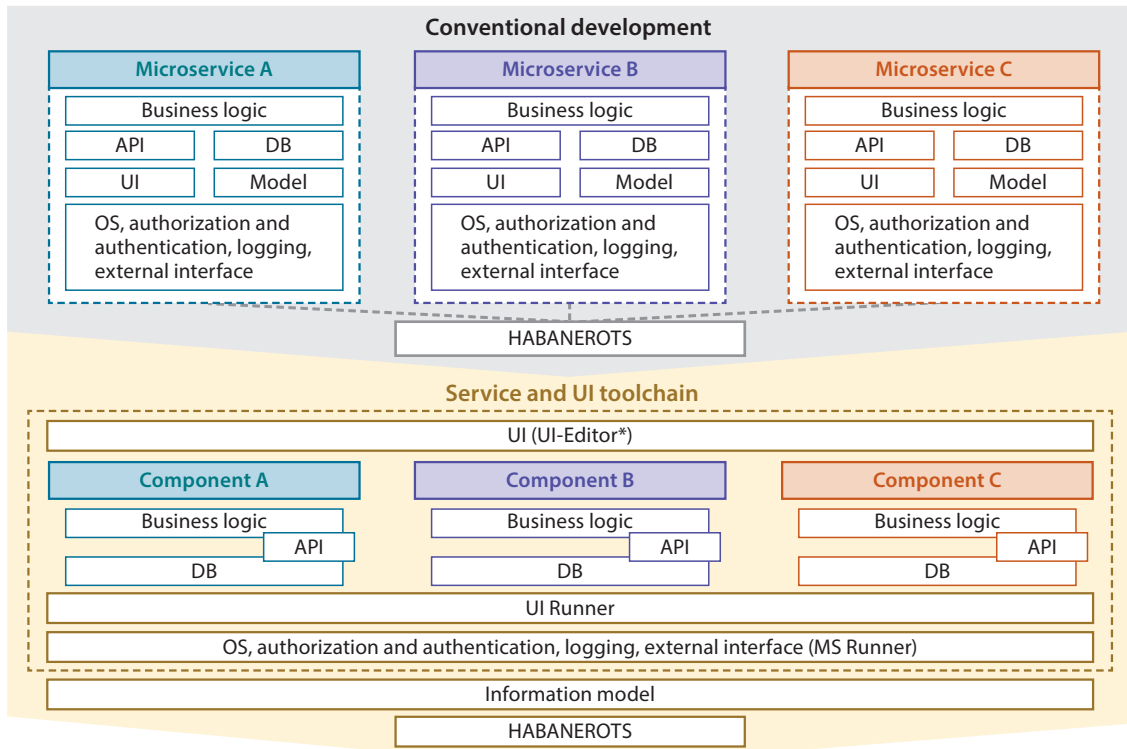 Conventional development
Microservice A
Microservice B
Microservice C
Business logic
Business logic
Business logic
API
DB
API
DB
API
DB
UI
Model
UI
Model
UI
Model
OS, authorization and
authentication, logging,
external interface
OS, authorization and
authentication, logging,
external interface
OS, authorization and
authentication, logging,
external interface
HABANEROTS
Service and UI toolchain
UI (UI-Editor*)
Component A
Component B
Component C
Business logic
API
DB
Business logic
API
DB
Business logic
API
DB
UI Runner
OS, authorization and authentication, logging, external interface (MS Runner)
Information model
HABANEROTS